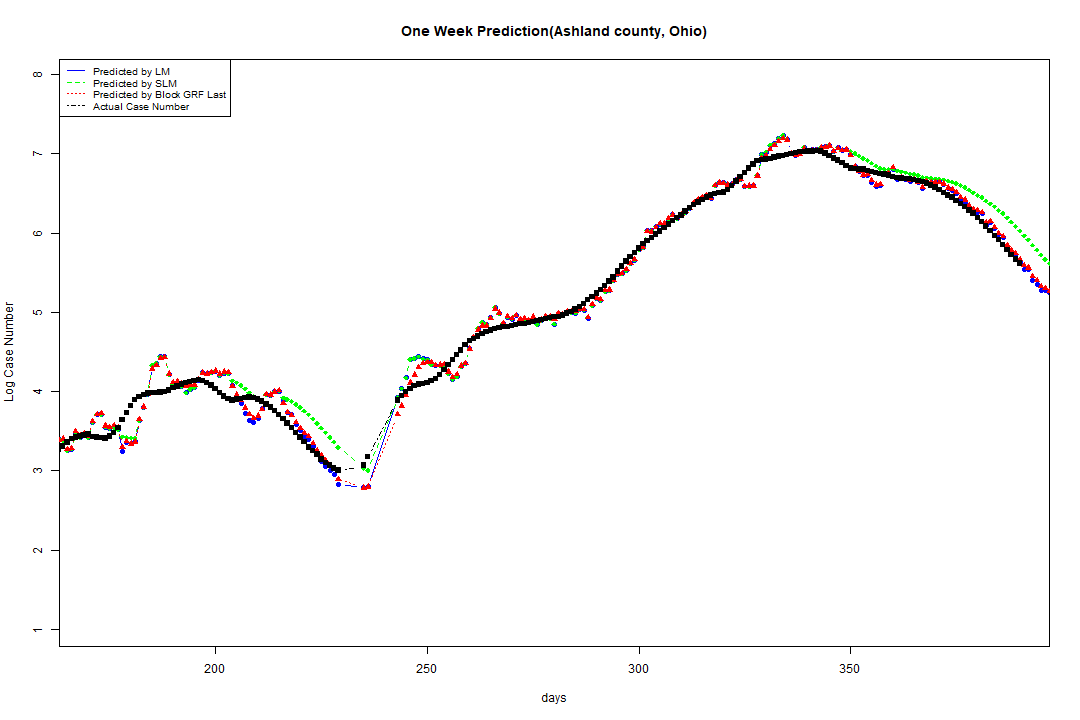 One Week Prediction(Ashland county, Ohio)
Predicted by LM
Predicted by SLM
Predicted by Block GRF Last
Actual Case Number
8
7
6
5
4
3
2
1
Log Case Number
200
250
300
350
days